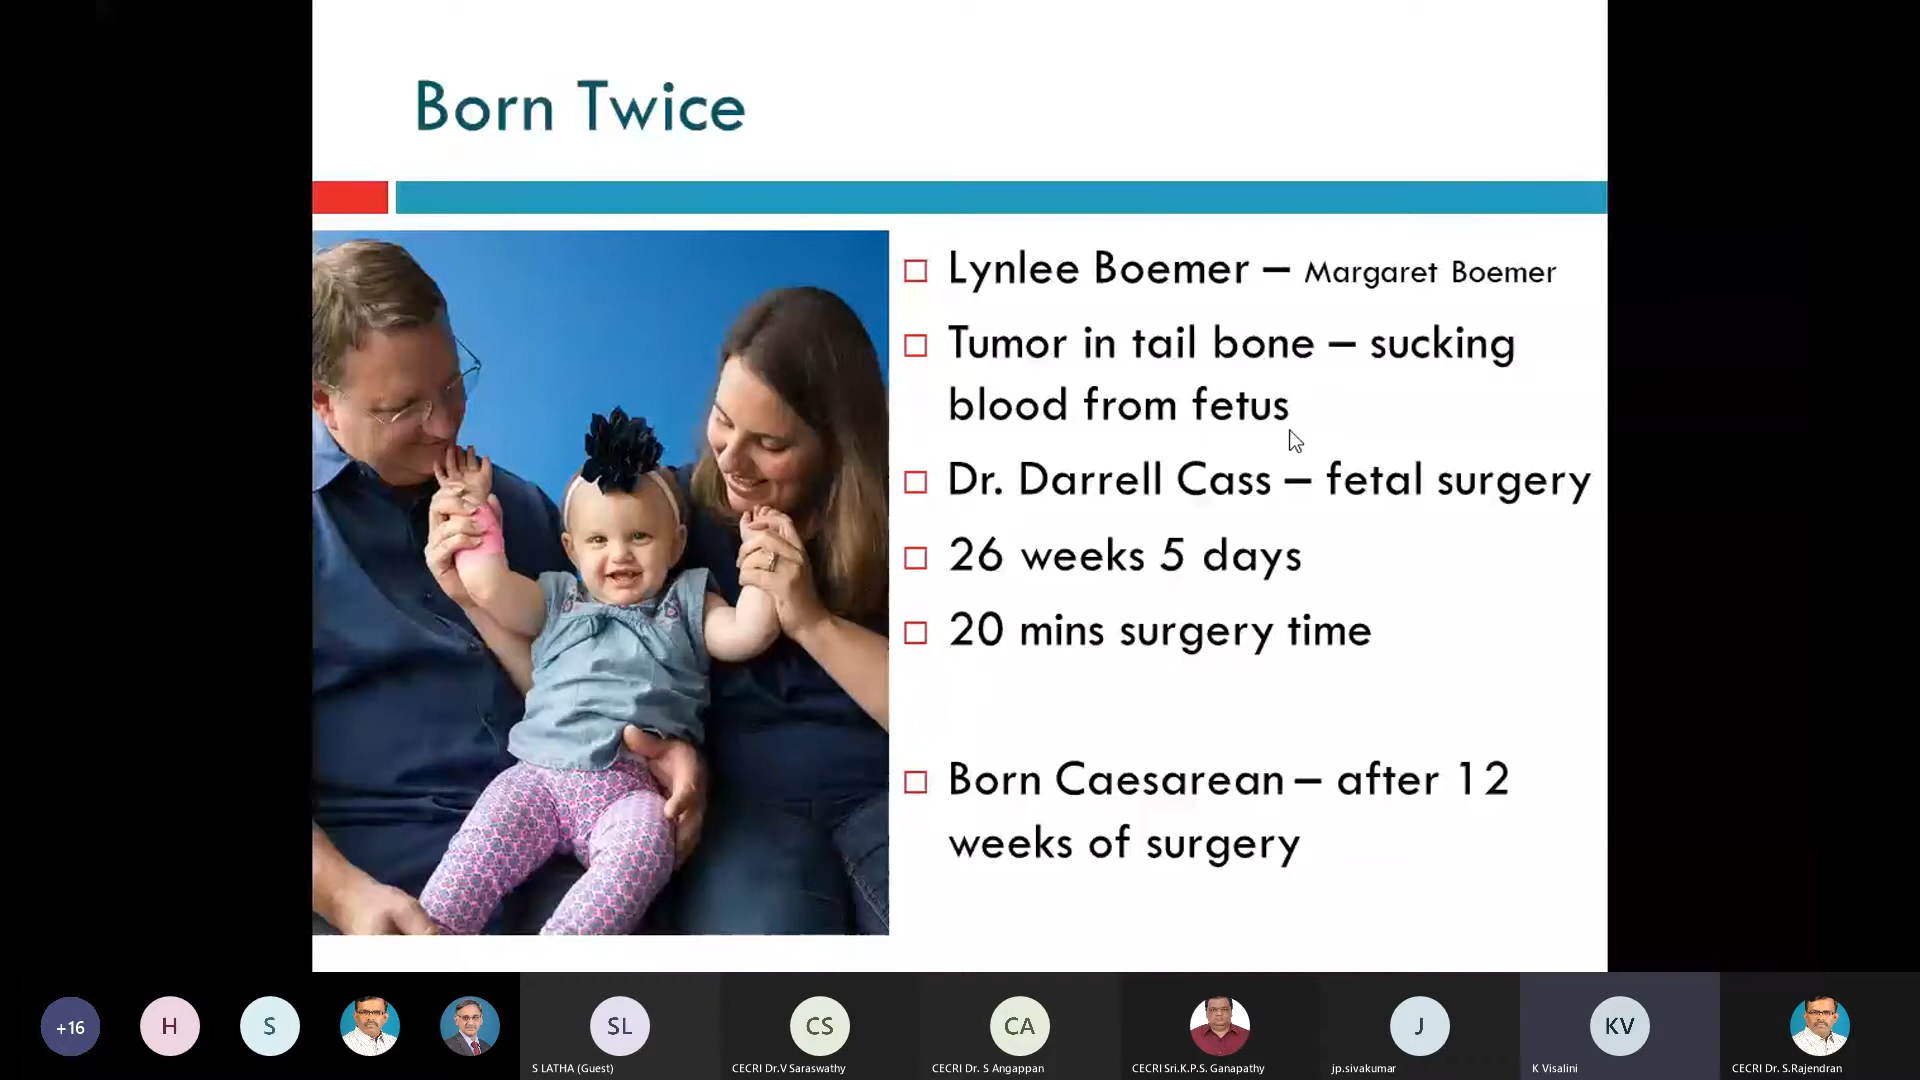 Born Twice
Lynlee Boemer – Margaret Boemer
Tumor in tail bone – sucking
blood from fetus
Dr. Darrell Cass – fetal surgery
26 weeks 5 days
20 mins surgery time
Born Caesarean – after 12
weeks of surgery
+16
H
S
SL
CS
CA
J
KV
S LATHA (Guest)
CECRI Dr.V Saraswathy
CECRI Dr. S Angappan
CECRI Sri.K.P.S. Ganapathy
jp.sivakumar
K Visalini
CECRI Dr. S.Rajendran